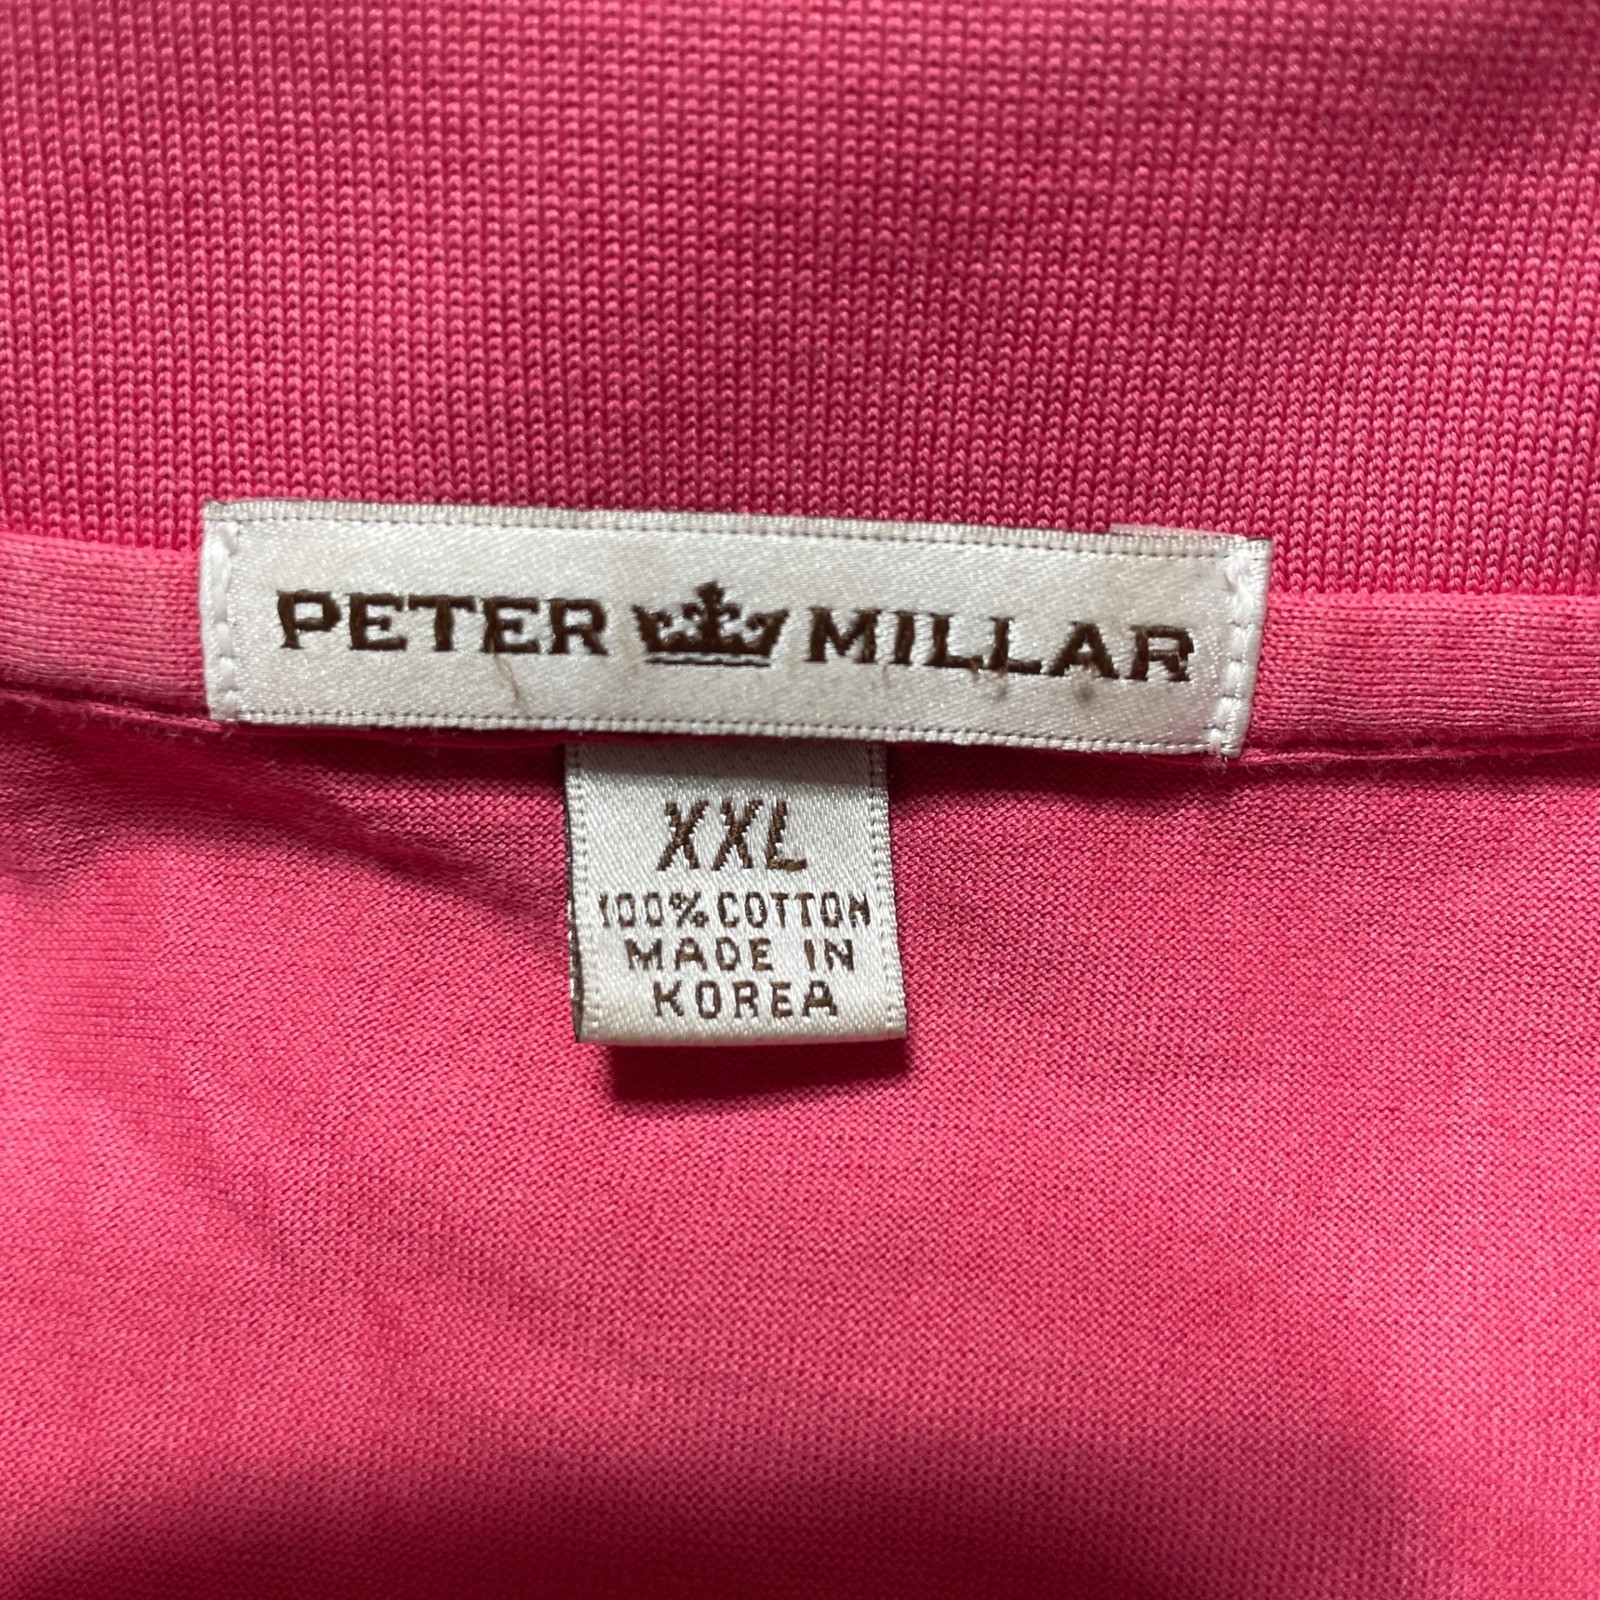 PETER MILLAR
XXL
100% COTTON
MADE IN
KOREA